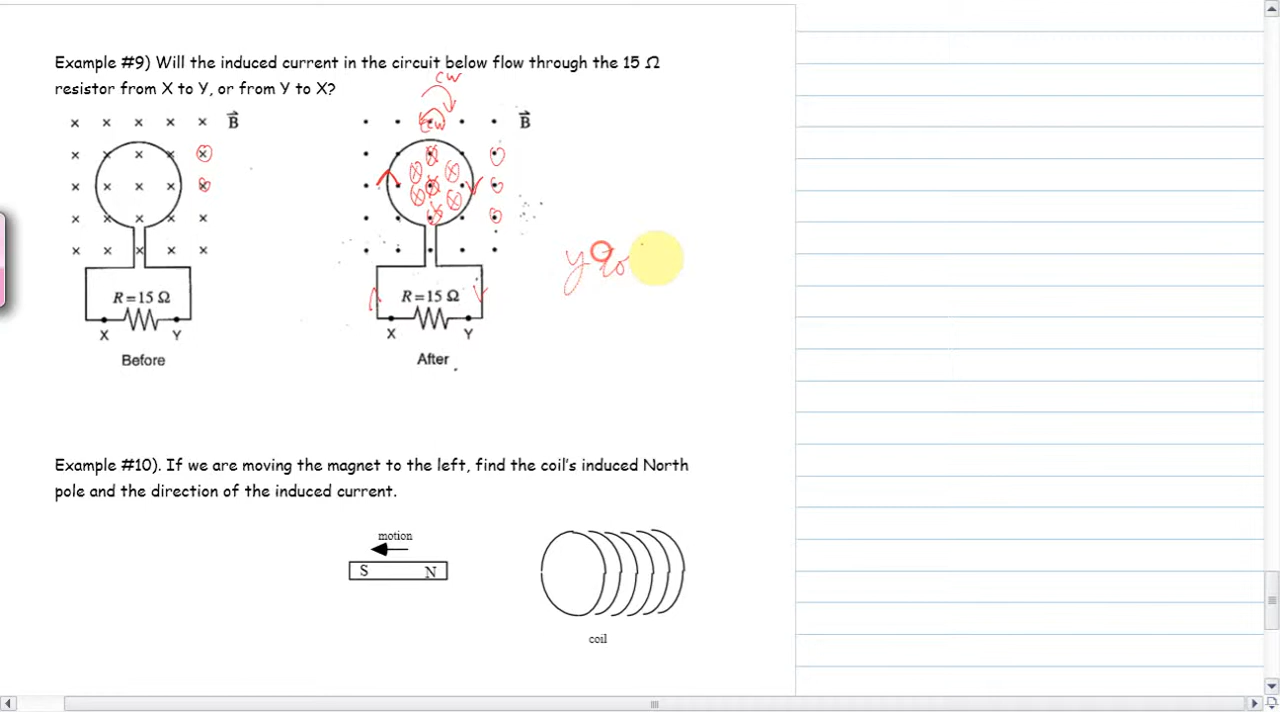 Example #9) Will the induced current in the circuit below flow through the 15 Ω
resistor from X to Y, or from Y to X?
cw
ccw
B⃗
B⃗
R = 15 Ω
R = 15 Ω
y to
X Y
X Y
Before
After
Example #10). If we are moving the magnet to the left, find the coil's induced North
pole and the direction of the induced current.
motion
S N
coil